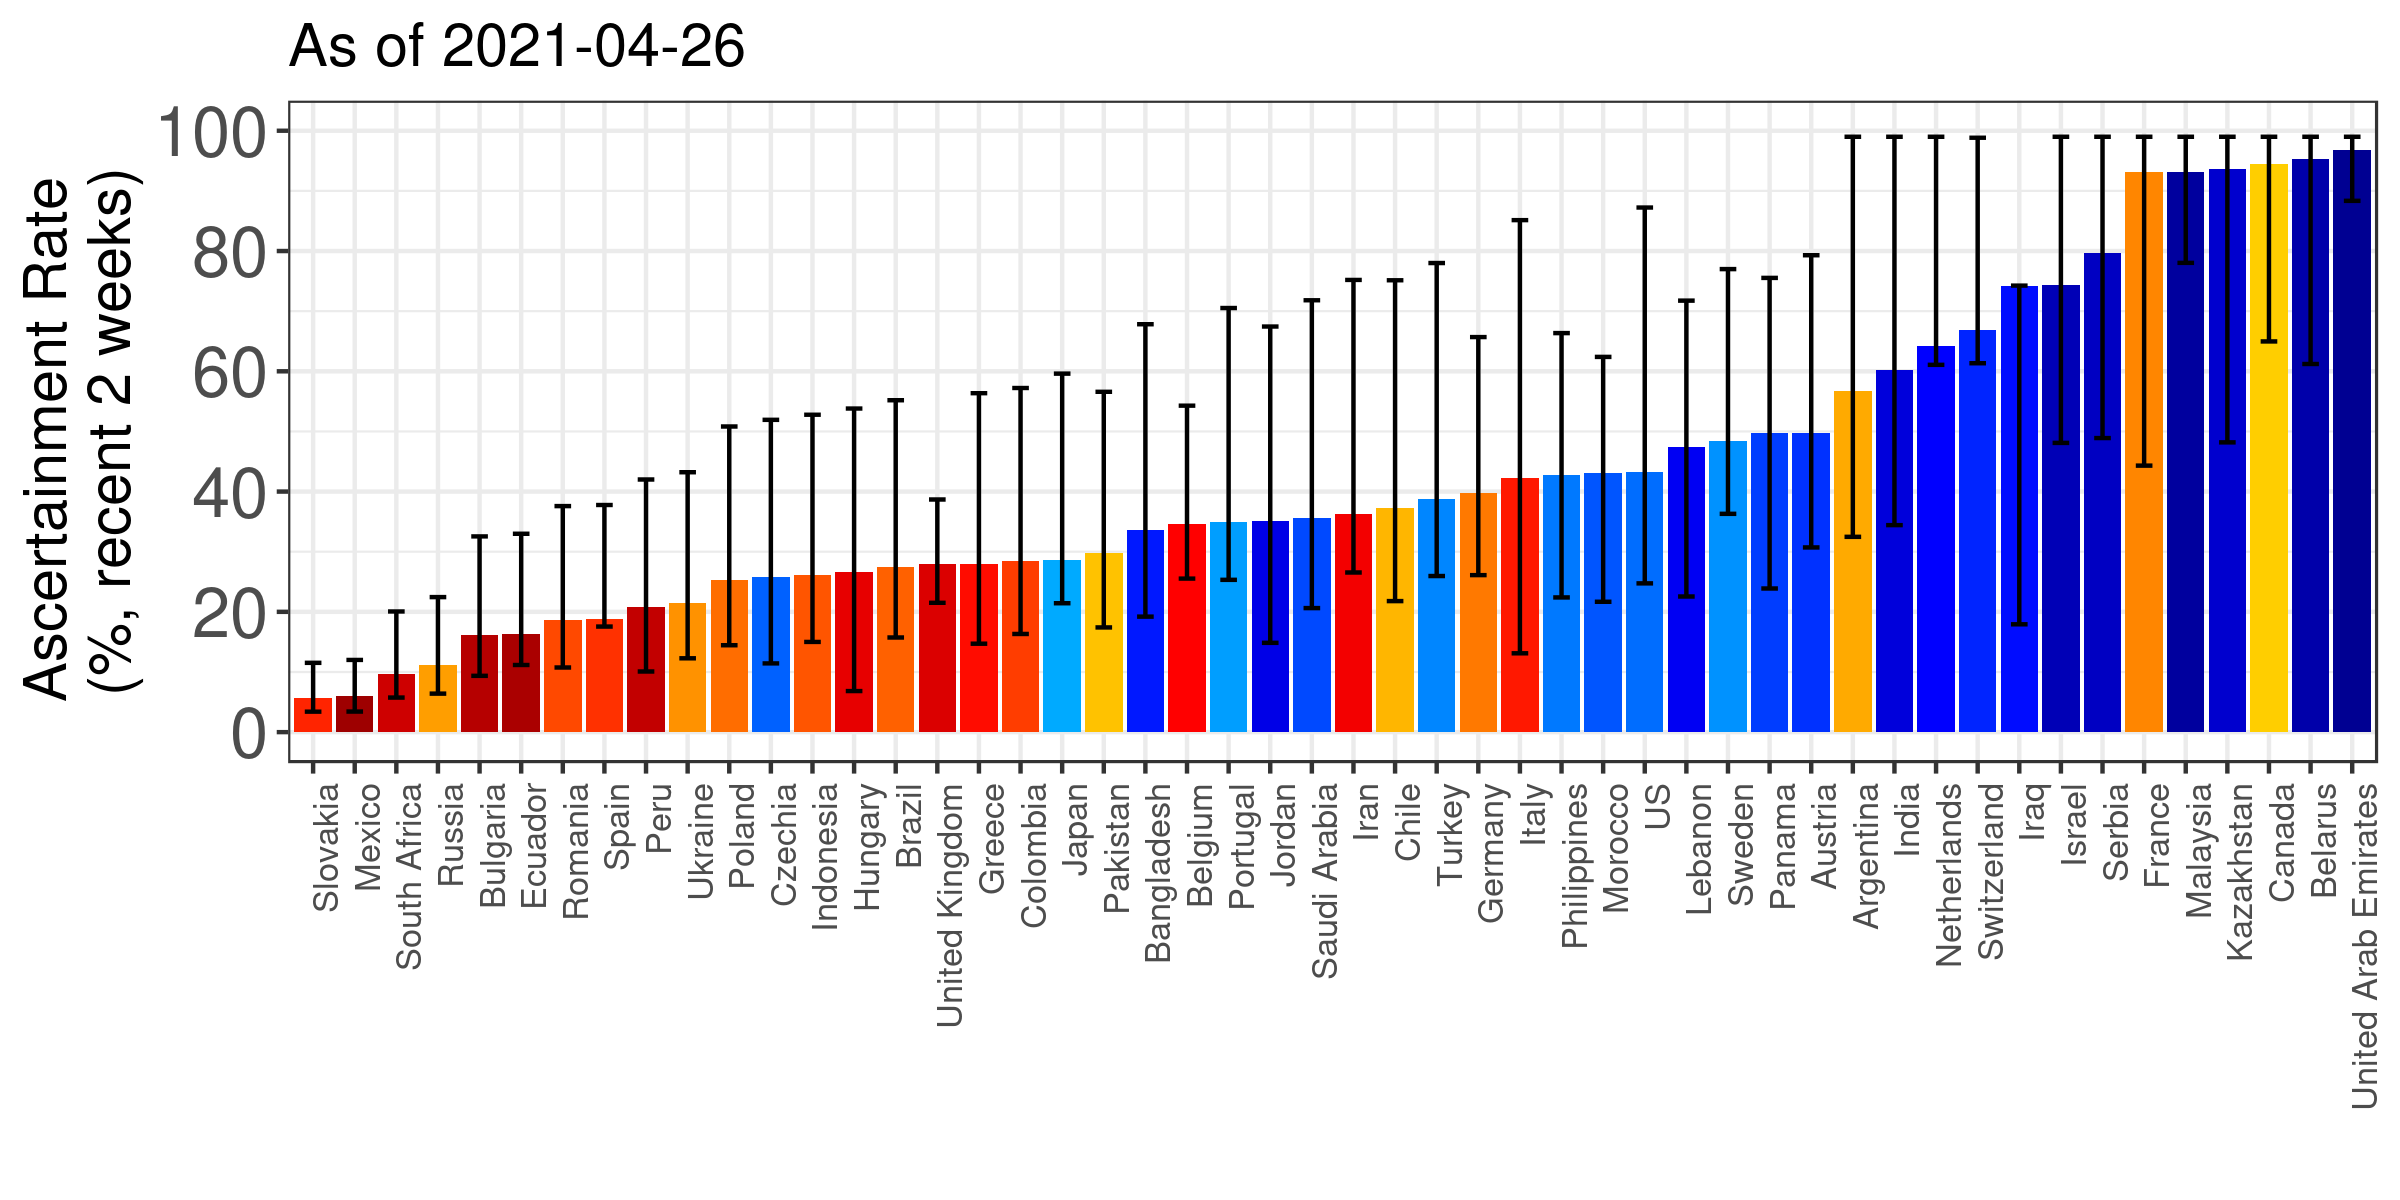 As of 2021-04-26
Ascertainment Rate
(%, recent 2 weeks)
100
80
60
40
20
0
Slovakia
Mexico
South Africa
Russia
Bulgaria
Ecuador
Romania
Spain
Peru
Ukraine
Poland
Czechia
Indonesia
Hungary
Brazil
United Kingdom
Greece
Colombia
Japan
Pakistan
Bangladesh
Belgium
Portugal
Jordan
Saudi Arabia
Iran
Chile
Turkey
Germany
Italy
Philippines
Morocco
US
Lebanon
Sweden
Panama
Austria
Argentina
India
Netherlands
Switzerland
Iraq
Israel
Serbia
France
Malaysia
Kazakhstan
Canada
Belarus
United Arab Emirates